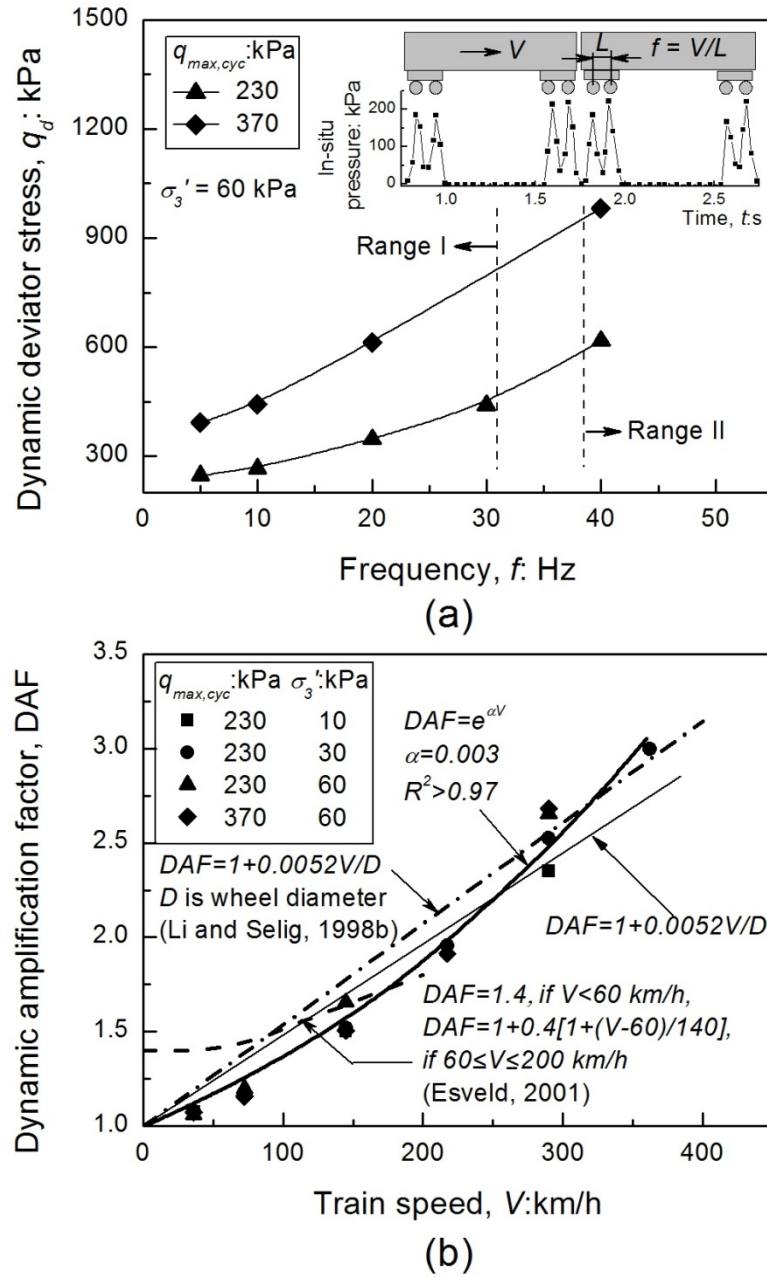 1500
1200
900
600
300
Dynamic deviator stress, q_d: kPa
q_max,cyc:kPa
230
370
σ_3' = 60 kPa
V
L
f = V/L
In-situ
pressure: kPa
200
100
0
1.0
1.5
2.0
2.5
Time, t:s
Range I
Range II
0
10
20
30
40
50
Frequency, f: Hz
(a)
3.5
3.0
2.5
2.0
1.5
1.0
Dynamic amplification factor, DAF
q_max,cyc:kPa σ_3':kPa
230 10
230 30
230 60
370 60
DAF=e^αV
α=0.003
R^2>0.97
DAF=1+0.0052V/D
D is wheel diameter
(Li and Selig, 1998b)
DAF=1+0.0052V/D
DAF=1.4, if V<60 km/h,
DAF=1+0.4[1+(V-60)/140],
if 60≤V≤200 km/h
(Esveld, 2001)
0
100
200
300
400
Train speed, V:km/h
(b)